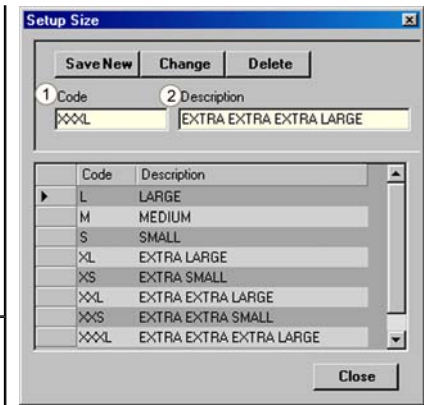 Setup Size
Save New Change Delete
1 Code 2 Description
XXXL EXTRA EXTRA EXTRA LARGE
Code Description
L LARGE
M MEDIUM
S SMALL
XL EXTRA LARGE
XS EXTRA SMALL
XXL EXTRA EXTRA LARGE
XXS EXTRA EXTRA SMALL
XXXL EXTRA EXTRA EXTRA LARGE
Close